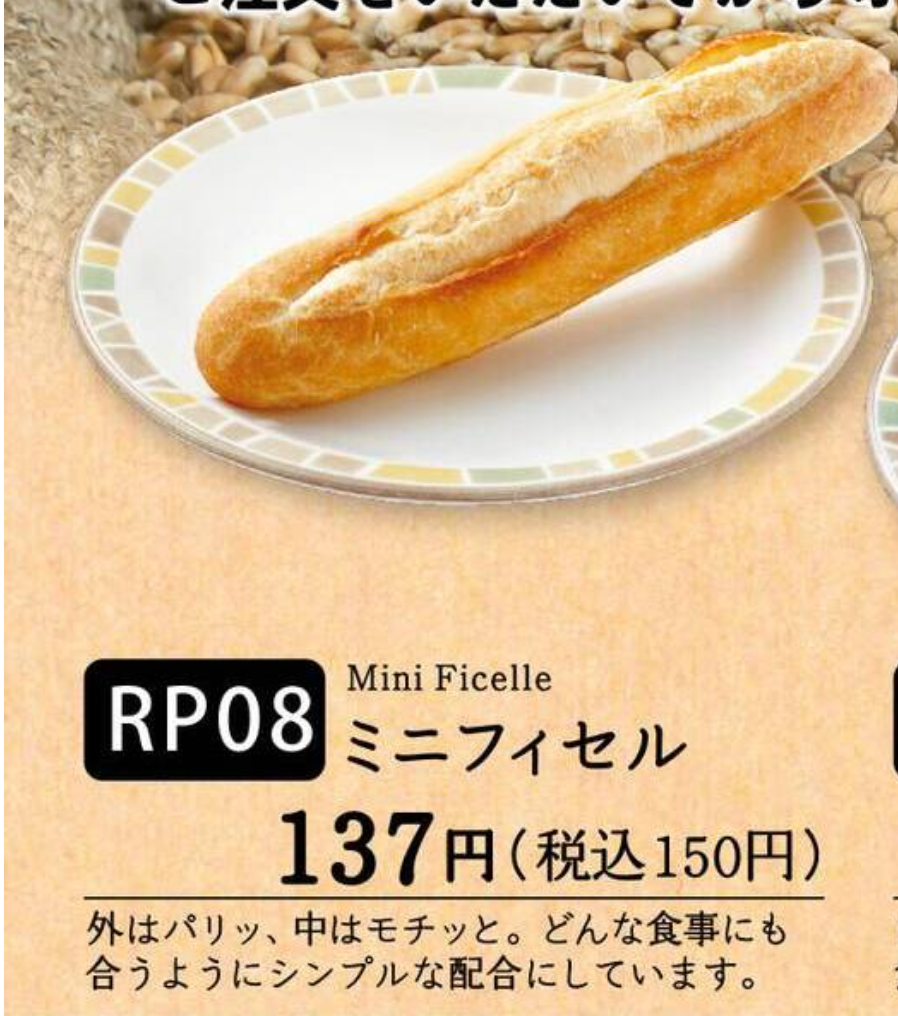 Mini Ficelle
RP08 ミニフィセル
137円(税込150円)
外はパリッ、中はモチッと。どんな食事にも
合うようにシンプルな配合にしています。